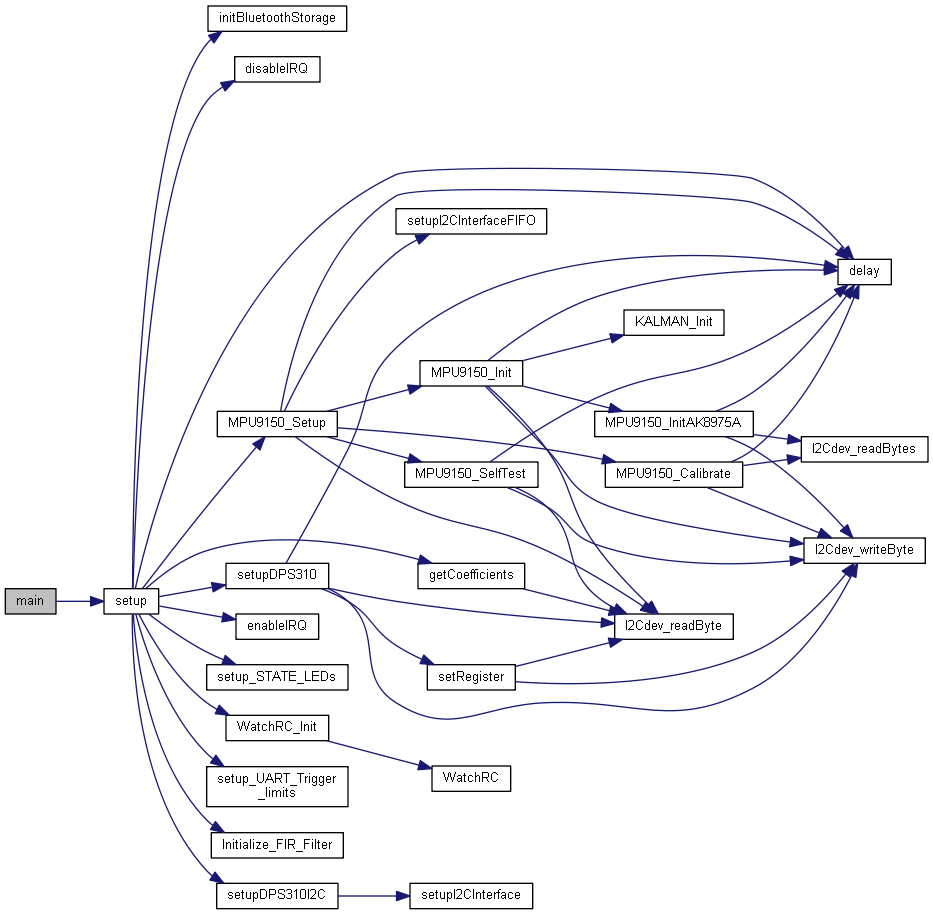 initBluetoothStorage
disableIRQ
setupI2CInterfaceFIFO
delay
KALMAN_Init
MPU9150_Init
MPU9150_Setup
MPU9150_InitAK8975A
I2Cdev_readBytes
MPU9150_SelfTest
MPU9150_Calibrate
I2Cdev_writeByte
setupDPS310
getCoefficients
main
setup
enableIRQ
I2Cdev_readByte
setup_STATE_LEDs
setRegister
WatchRC_Init
setup_UART_Trigger
_limits
WatchRC
Initialize_FIR_Filter
setupDPS310I2C
setupI2CInterface